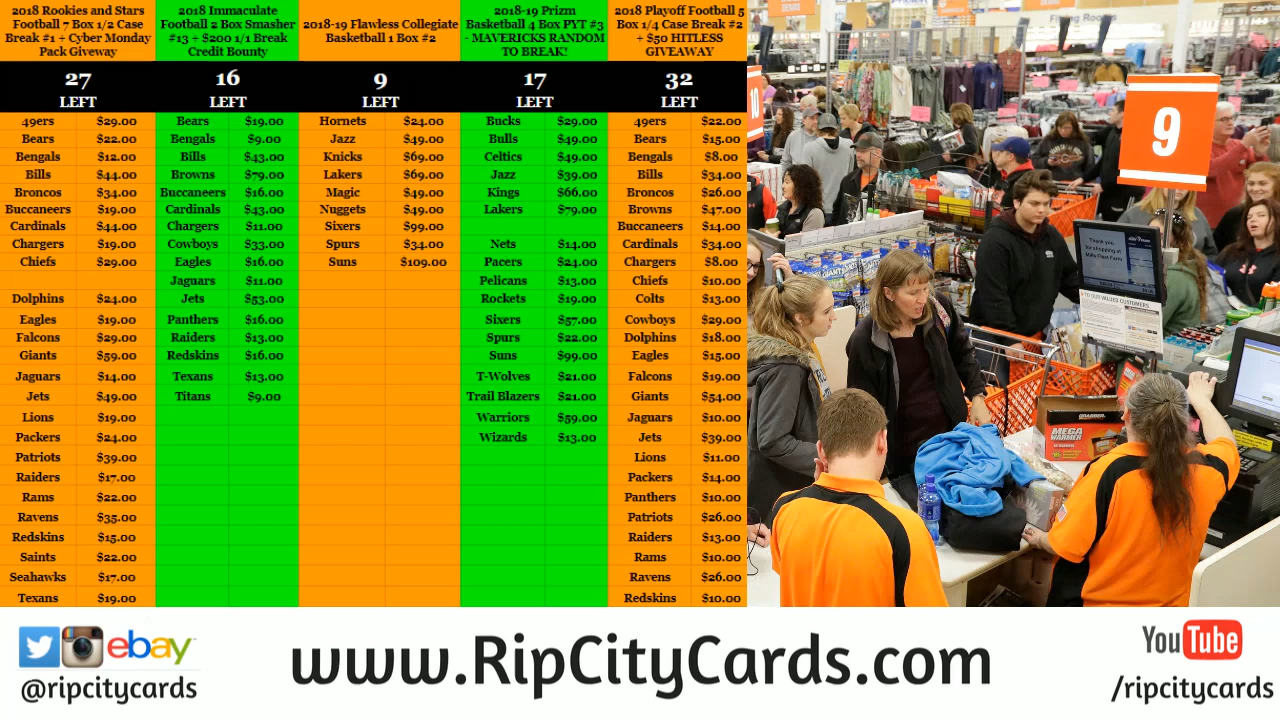 2018 Rookies and Stars
Football 7 Box 1/2 Case
Break #1 + Cyber Monday
Pack Giveway
27
LEFT
49ers $29.00
Bears $22.00
Bengals $12.00
Bills $44.00
Broncos $34.00
Buccaneers $19.00
Cardinals $44.00
Chargers $19.00
Chiefs $29.00
Dolphins $24.00
Eagles $19.00
Falcons $29.00
Giants $59.00
Jaguars $14.00
Jets $49.00
Lions $19.00
Packers $24.00
Patriots $39.00
Raiders $17.00
Rams $22.00
Ravens $35.00
Redskins $15.00
Saints $22.00
Seahawks $17.00
Texans $19.00
2018 Immaculate
Football 2 Box Smasher
#13 + $200 1/1 Break
Credit Bounty
16
LEFT
Bears $19.00
Bengals $9.00
Bills $43.00
Browns $79.00
Buccaneers $16.00
Cardinals $43.00
Chargers $11.00
Cowboys $33.00
Eagles $16.00
Jaguars $11.00
Jets $53.00
Panthers $16.00
Raiders $13.00
Redskins $16.00
Texans $13.00
Titans $9.00
2018-19 Flawless Collegiate
Basketball 1 Box #2
9
LEFT
Hornets $24.00
Jazz $49.00
Knicks $69.00
Lakers $69.00
Magic $49.00
Nuggets $49.00
Sixers $99.00
Spurs $34.00
Suns $109.00
2018-19 Prizm
Basketball 4 Box PYT #3
- MAVERICKS RANDOM
TO BREAK!
17
LEFT
Bucks $29.00
Bulls $49.00
Celtics $49.00
Jazz $39.00
Kings $66.00
Lakers $79.00
Nets $14.00
Pacers $24.00
Pelicans $13.00
Rockets $19.00
Sixers $57.00
Spurs $22.00
Suns $99.00
T-Wolves $21.00
Trail Blazers $21.00
Warriors $59.00
Wizards $13.00
2018 Playoff Football 5
Box 1/4 Case Break #2
+ $50 HITLESS
GIVEAWAY
32
LEFT
49ers $22.00
Bears $15.00
Bengals $8.00
Bills $34.00
Broncos $26.00
Browns $47.00
Buccaneers $14.00
Cardinals $34.00
Chargers $8.00
Chiefs $10.00
Colts $13.00
Cowboys $29.00
Dolphins $18.00
Eagles $15.00
Falcons $19.00
Giants $54.00
Jaguars $10.00
Jets $39.00
Lions $11.00
Packers $14.00
Panthers $10.00
Patriots $26.00
Raiders $13.00
Rams $10.00
Ravens $26.00
Redskins $10.00
10
9
Thank you
for shopping at
Mills Fleet Farm
TO OUR VALUED CUSTOMERS
GRABBER
MEGA
WARMER
ebay
@ripcitycards
www.RipCityCards.com
YouTube
/ripcitycards